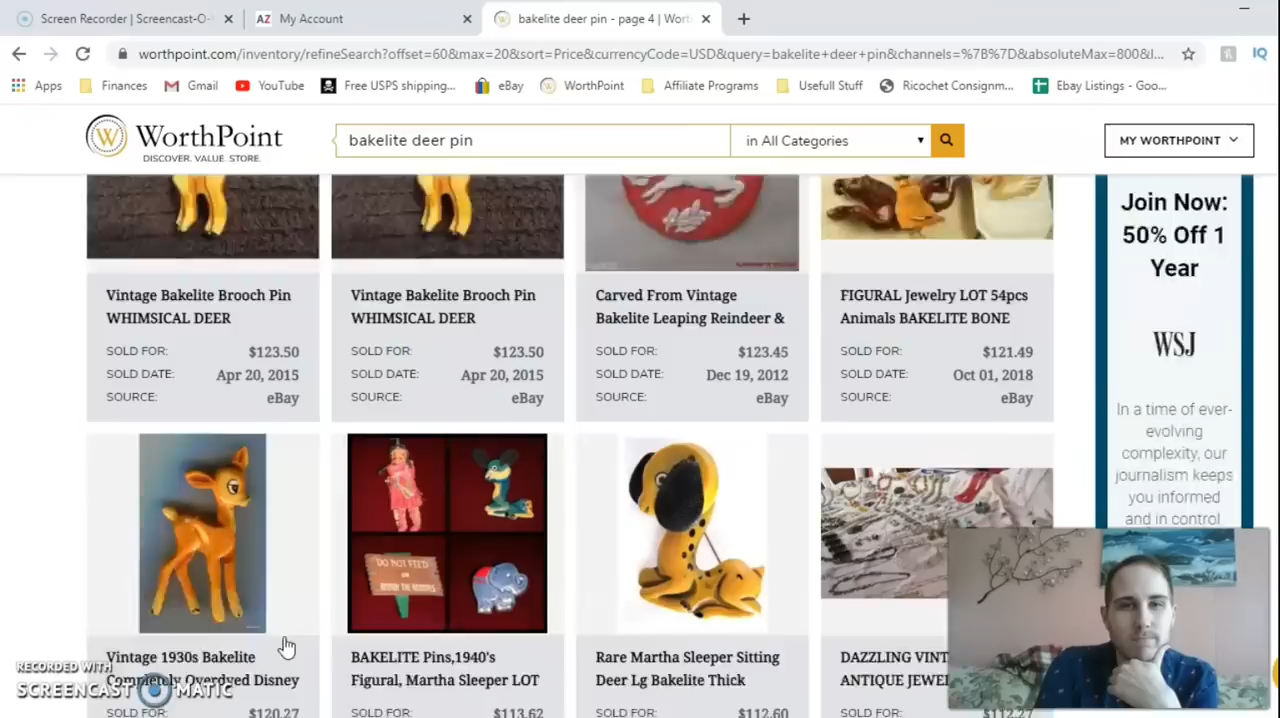 Screen Recorder | Screencast-O-
AZ My Account
bakelite deer pin - page 4 | Wort
worthpoint.com/inventory/refineSearch?offset=60&max=20&sort=Price&currencyCode=USD&query=bakelite+deer+pin&channels=%7B%7D&absoluteMax=800&l...
Apps Finances Gmail YouTube Free USPS shipping... eBay WorthPoint Affiliate Programs Usefull Stuff Ricochet Consignm... Ebay Listings - Goo...
WorthPoint
DISCOVER. VALUE. STORE.
bakelite deer pin
in All Categories
MY WORTHPOINT
Vintage Bakelite Brooch Pin
WHIMSICAL DEER
SOLD FOR: $123.50
SOLD DATE: Apr 20, 2015
SOURCE: eBay
Vintage Bakelite Brooch Pin
WHIMSICAL DEER
SOLD FOR: $123.50
SOLD DATE: Apr 20, 2015
SOURCE: eBay
Carved From Vintage
Bakelite Leaping Reindeer &
SOLD FOR: $123.45
SOLD DATE: Dec 19, 2012
SOURCE: eBay
FIGURAL Jewelry LOT 54pcs
Animals BAKELITE BONE
SOLD FOR: $121.49
SOLD DATE: Oct 01, 2018
SOURCE: eBay
Join Now:
50% Off 1
Year
WSJ
In a time of ever-
evolving
complexity, our
journalism keeps
you informed
and in control
DO NOT FEED
Vintage 1930s Bakelite
Completely Overdyed Disney
SOLD FOR: $120.27
BAKELITE Pins,1940's
Figural, Martha Sleeper LOT
SOLD FOR: $113.62
Rare Martha Sleeper Sitting
Deer Lg Bakelite Thick
SOLD FOR: $112.60
DAZZLING VINT
ANTIQUE JEWEL
SOLD FOR: $112.27
RECORDED WITH
SCREENCAST MATIC